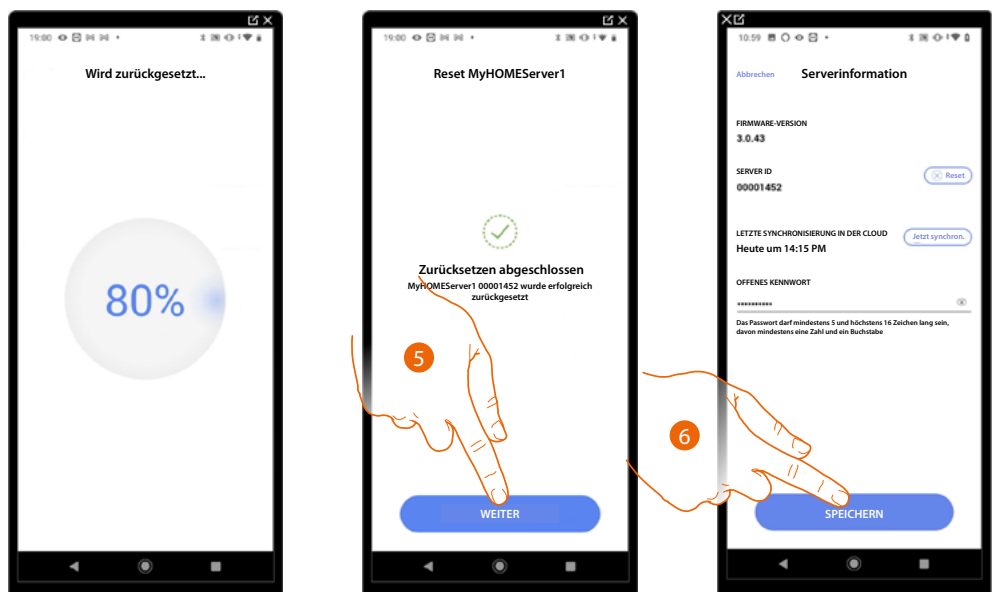 19:00
Wird zurückgesetzt...
80%
19:00
Reset MyHOMEServer1
Zurücksetzen abgeschlossen
MyHOMEServer1 00001452 wurde erfolgreich
zurückgesetzt
5
WEITER
10:59
Abbrechen Serverinformation
FIRMWARE-VERSION
3.0.43
SERVER ID
00001452
Reset
LETZTE SYNCHRONISIERUNG IN DER CLOUD
Heute um 14:15 PM
Jetzt synchron.
OFFENES KENNWORT
••••••••••
Das Passwort darf mindestens 5 und höchstens 16 Zeichen lang sein,
davon mindestens eine Zahl und ein Buchstabe
6
SPEICHERN